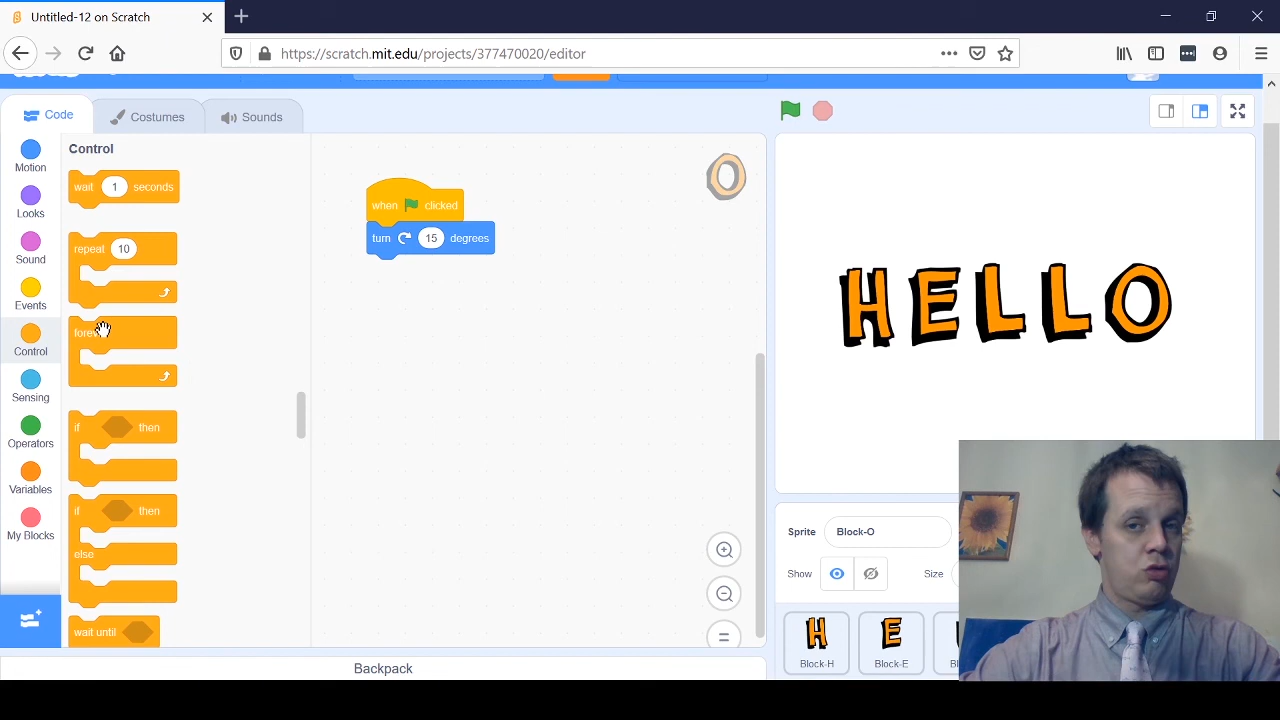 Untitled-12 on Scratch
https://scratch.mit.edu/projects/377470020/editor
Code
Costumes
Sounds
Motion
Looks
Sound
Events
Control
Sensing
Operators
Variables
My Blocks
Control
wait 1 seconds
repeat 10
if then
if then
else
wait until
when clicked
turn 15 degrees
O
HELLO
Sprite Block-O
Show
Size
H
Block-H
E
Block-E
Backpack